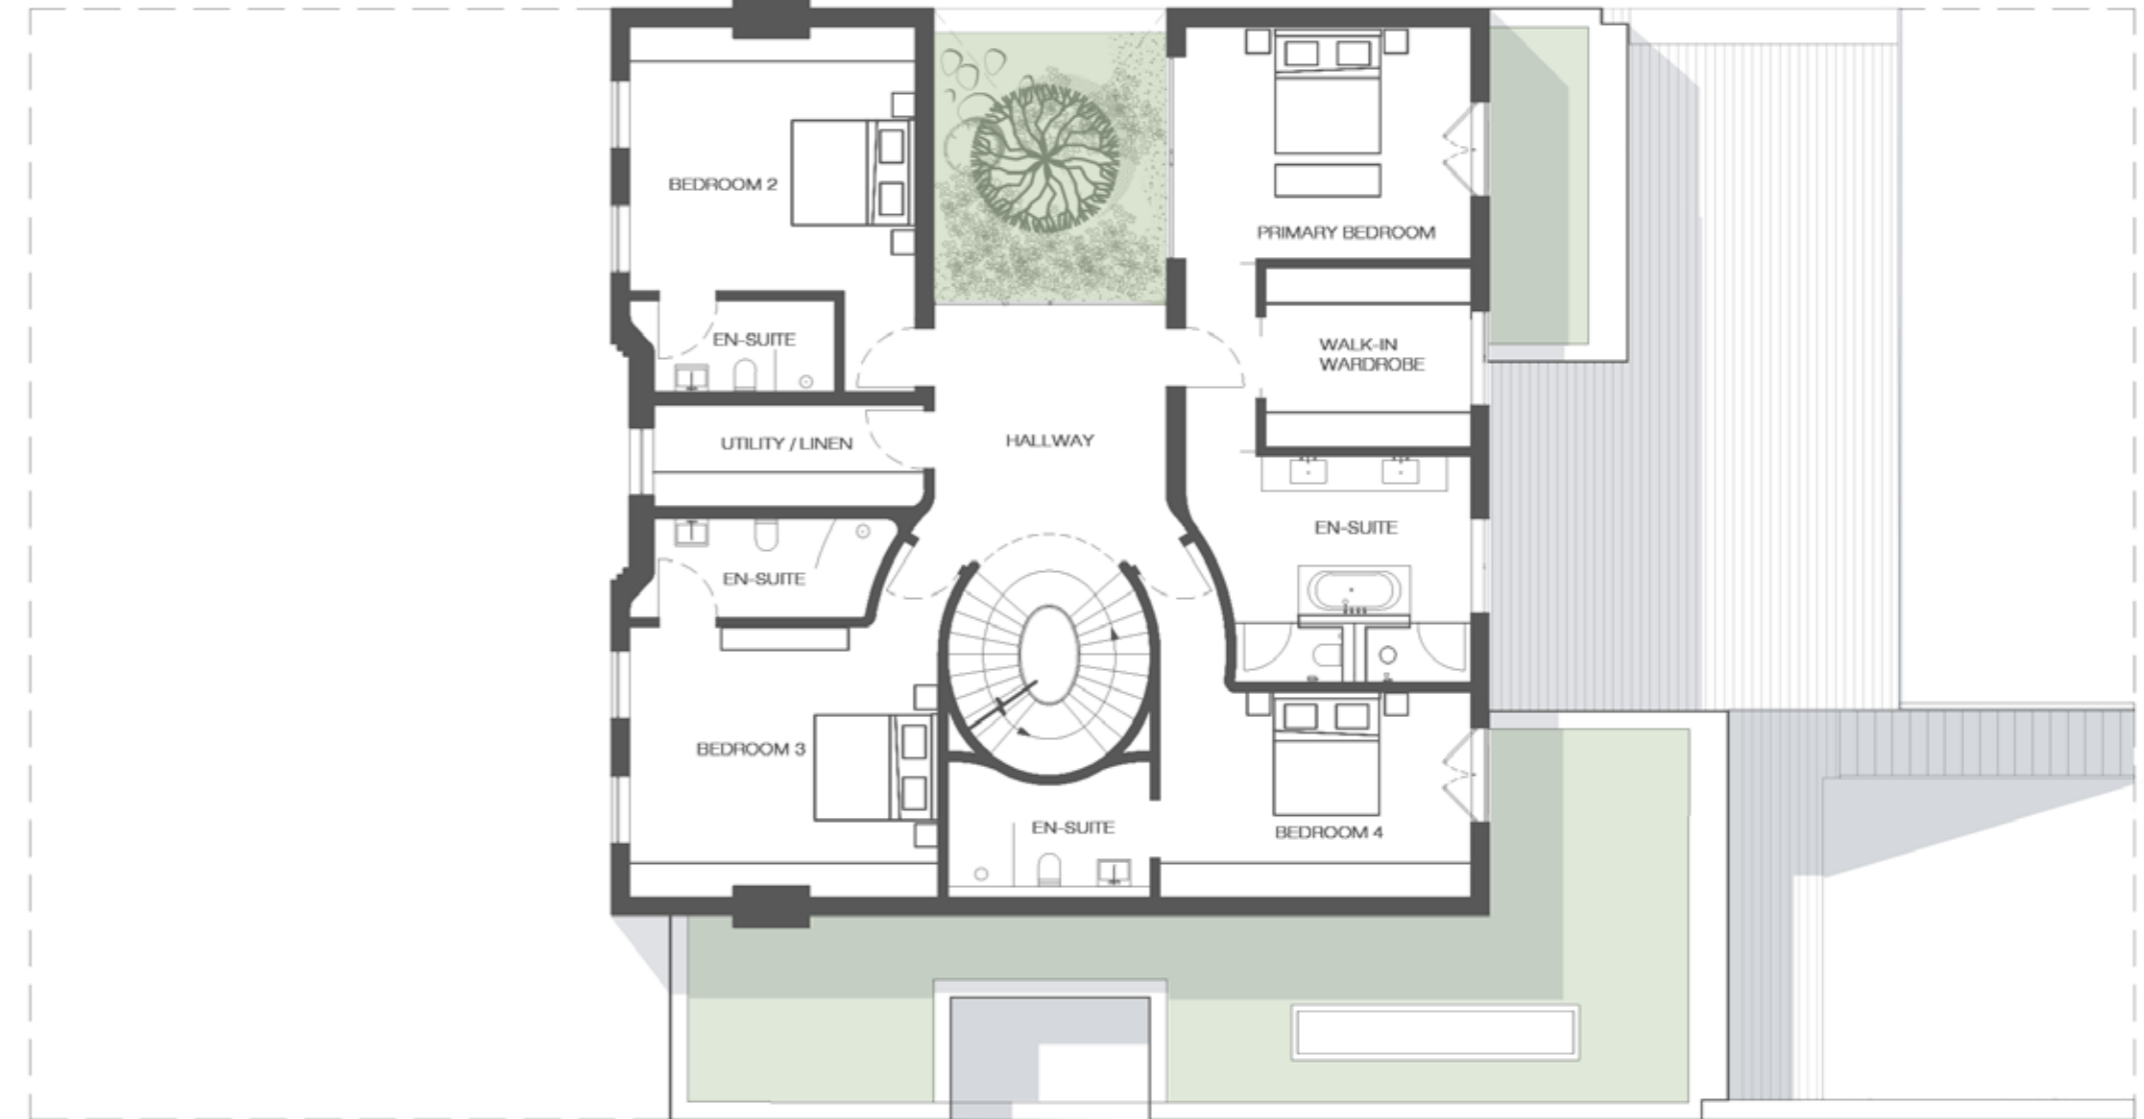 BEDROOM 2
PRIMARY BEDROOM
EN-SUITE
WALK-IN
WARDROBE
UTILITY / LINEN
HALLWAY
EN-SUITE
EN-SUITE
BEDROOM 3
EN-SUITE
BEDROOM 4